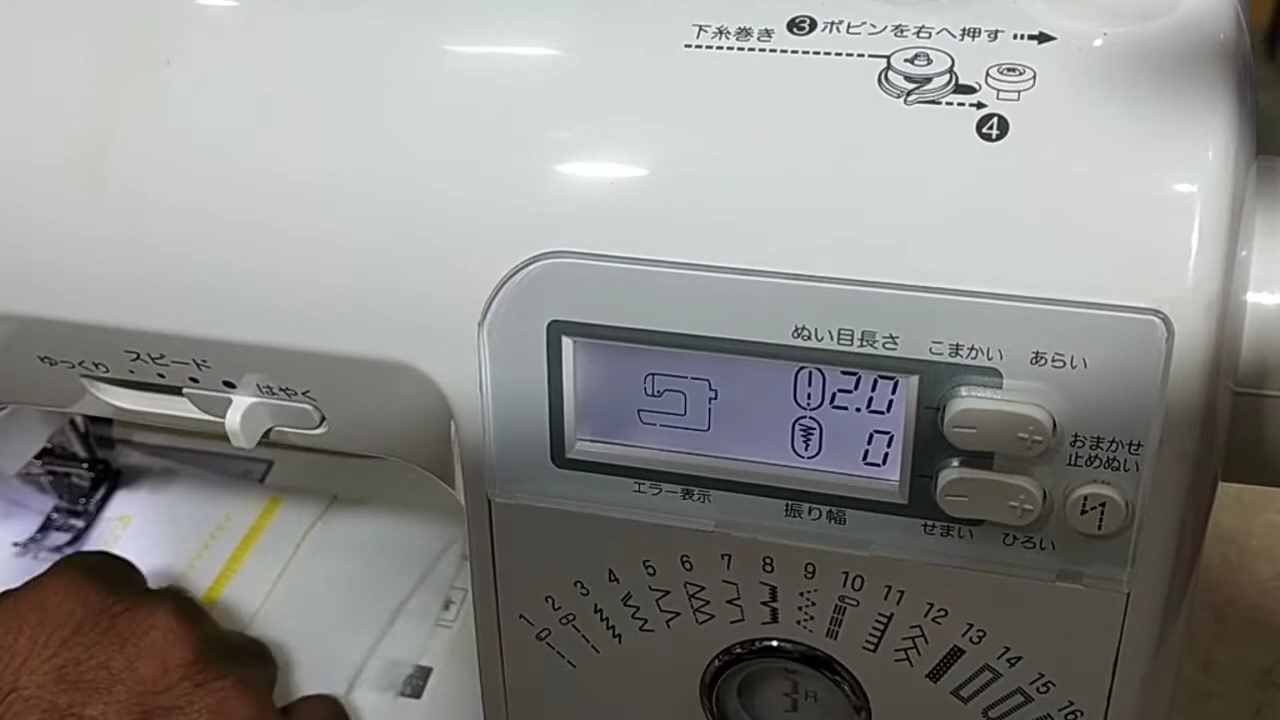 下糸巻き ❸ ボビンを右へ押す
❹
ゆっくり スピード はやく
ぬい目長さ こまかい あらい
2.0
0
− +
− +
おまかせ
止めぬい
エラー表示 振り幅 せまい ひろい
1 2 3 4 5 6 7 8 9 10 11 12 13 14 15 16
R